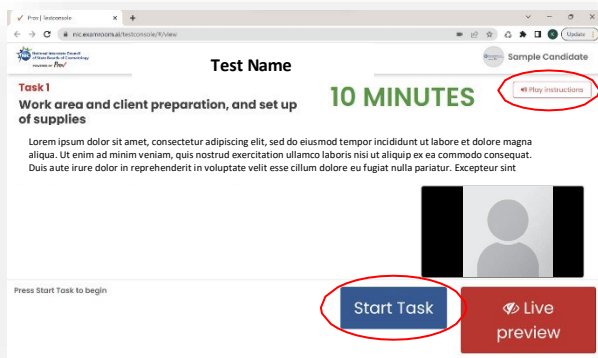 Prov | Testconsole
nic.examroom.ai/testconsole/#/view
Update
National Interstate Council
of State Boards of Cosmetology
POWERED BY Prov
Test Name
Sample Candidate
Task 1
Work area and client preparation, and set up
of supplies
10 MINUTES
Play instructions
Lorem ipsum dolor sit amet, consectetur adipiscing elit, sed do eiusmod tempor incididunt ut labore et dolore magna
aliqua. Ut enim ad minim veniam, quis nostrud exercitation ullamco laboris nisi ut aliquip ex ea commodo consequat.
Duis aute irure dolor in reprehenderit in voluptate velit esse cillum dolore eu fugiat nulla pariatur. Excepteur sint
Press Start Task to begin
Start Task
Live
preview